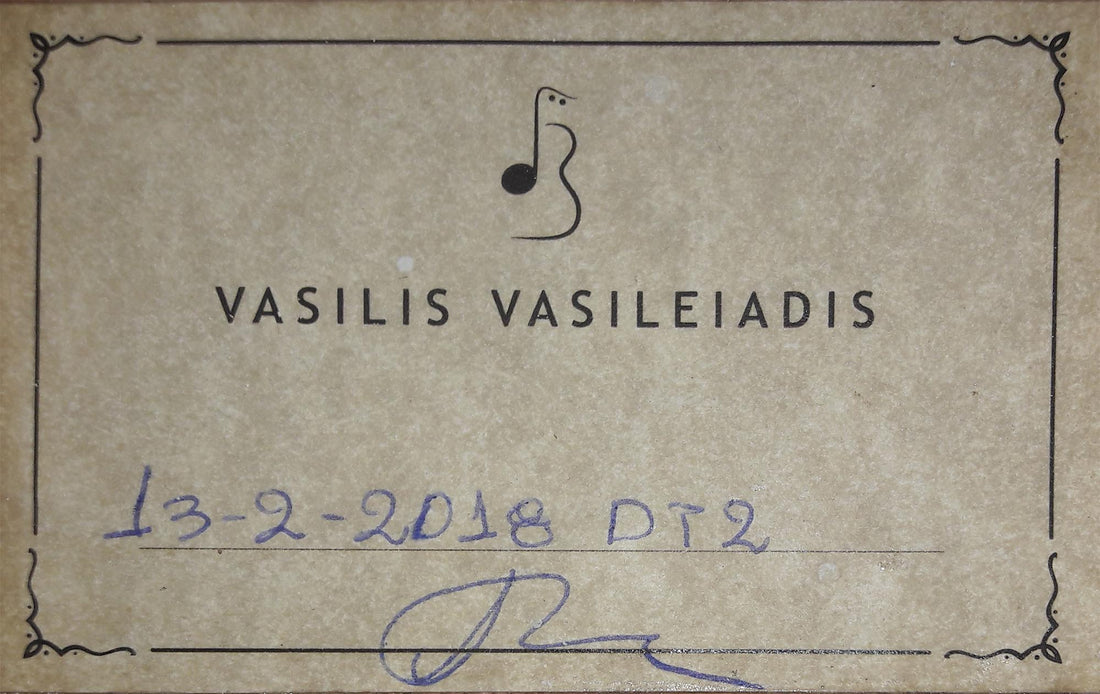 VASILIS VASILEIADIS
13-2-2018 DT2